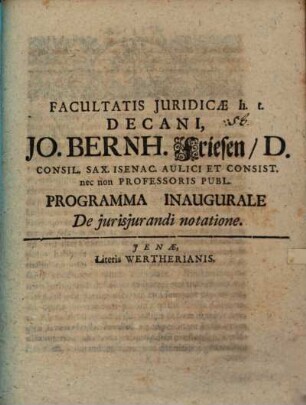 FACULTATIS JURIDICÆ h. t.
DECANI,
JO. BERNH. Friesen / D.
CONSIL. SAX. ISENAC. AULICI ET CONSIST.
nec non PROFESSORIS PUBL.
PROGRAMMA INAUGURALE
De jurisjurandi notatione.
JENÆ,
Literis WERTHERIANIS.